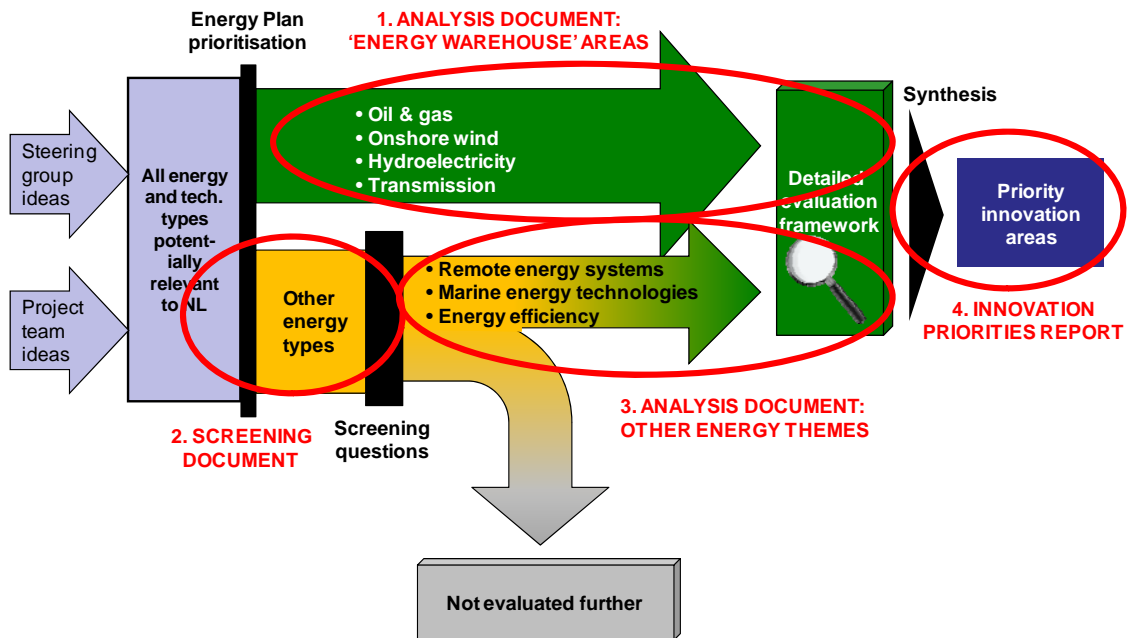 Energy Plan
prioritisation
1. ANALYSIS DOCUMENT:
‘ENERGY WAREHOUSE’ AREAS
Steering
group
ideas
Project
team
ideas
All energy
and tech.
types
potent-
ially
relevant
to NL
• Oil & gas
• Onshore wind
• Hydroelectricity
• Transmission
Other
energy
types
• Remote energy systems
• Marine energy technologies
• Energy efficiency
Detailed
evaluation
framework
Synthesis
Priority
innovation
areas
4. INNOVATION
PRIORITIES REPORT
2. SCREENING
DOCUMENT
Screening
questions
3. ANALYSIS DOCUMENT:
OTHER ENERGY THEMES
Not evaluated further